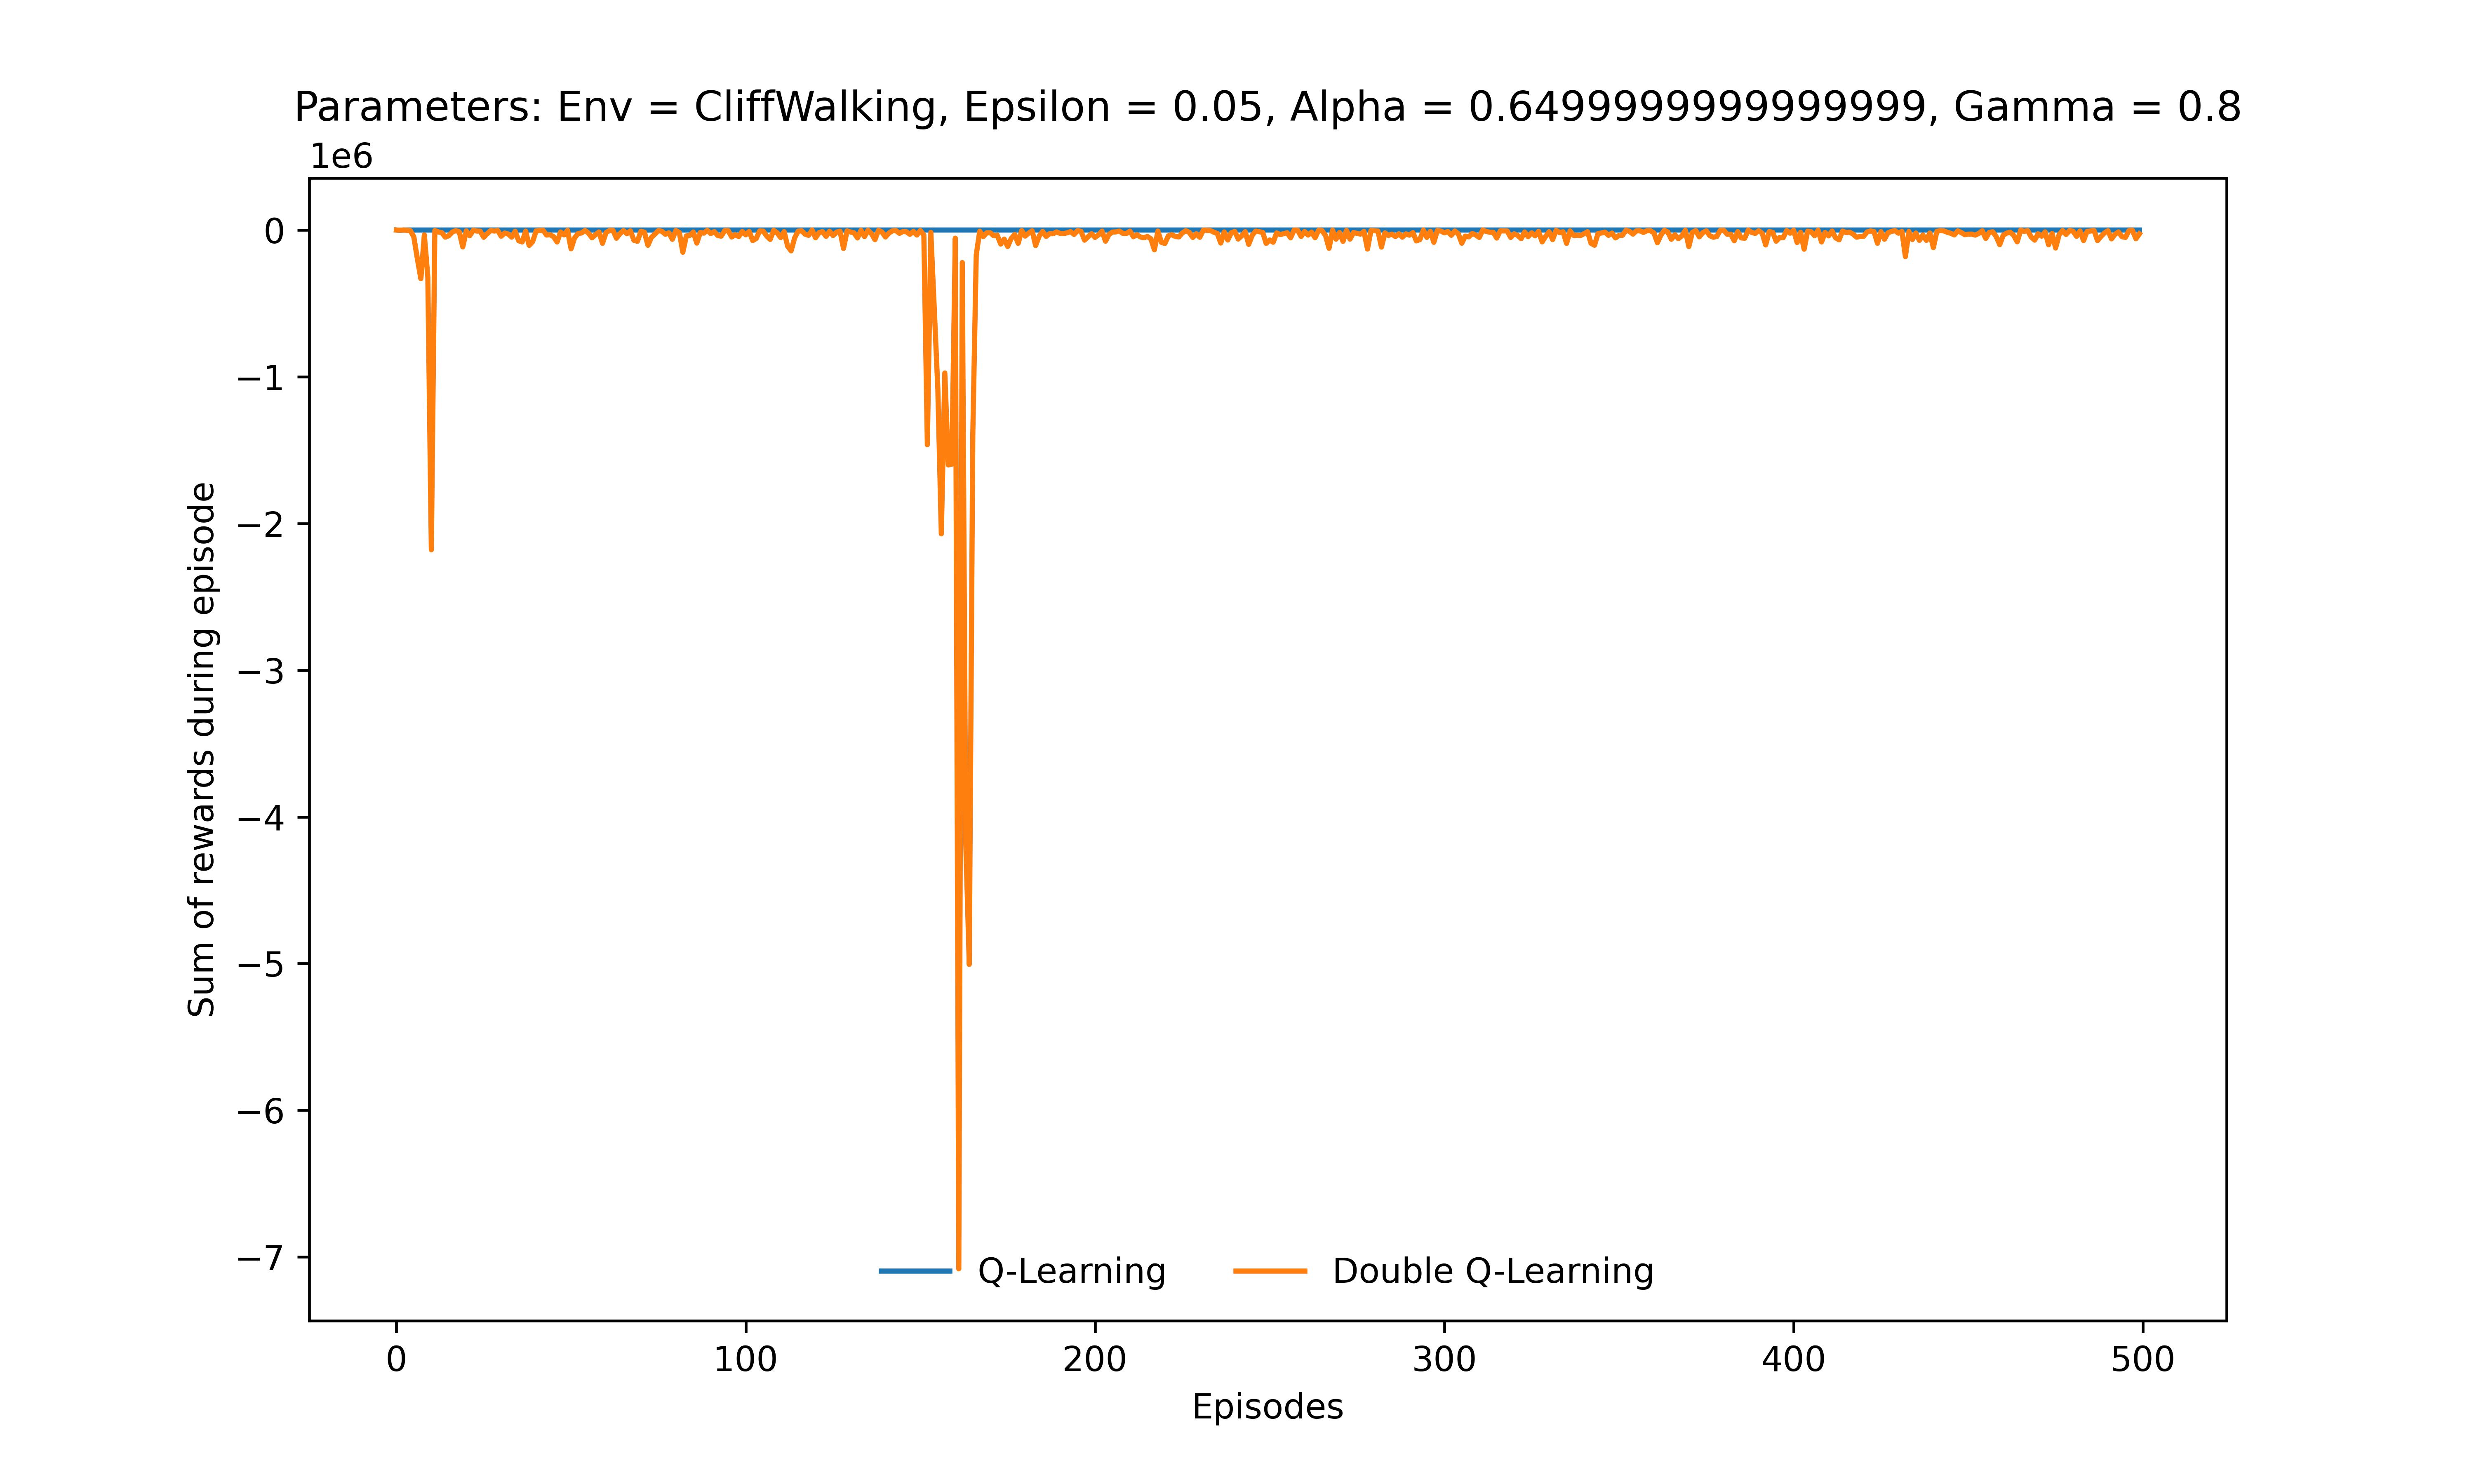 Parameters: Env = CliffWalking, Epsilon = 0.05, Alpha = 0.6499999999999999, Gamma = 0.8
1e6
0
−1
−2
−3
−4
−5
−6
−7
Sum of rewards during episode
Q-Learning Double Q-Learning
0 100 200 300 400 500
Episodes